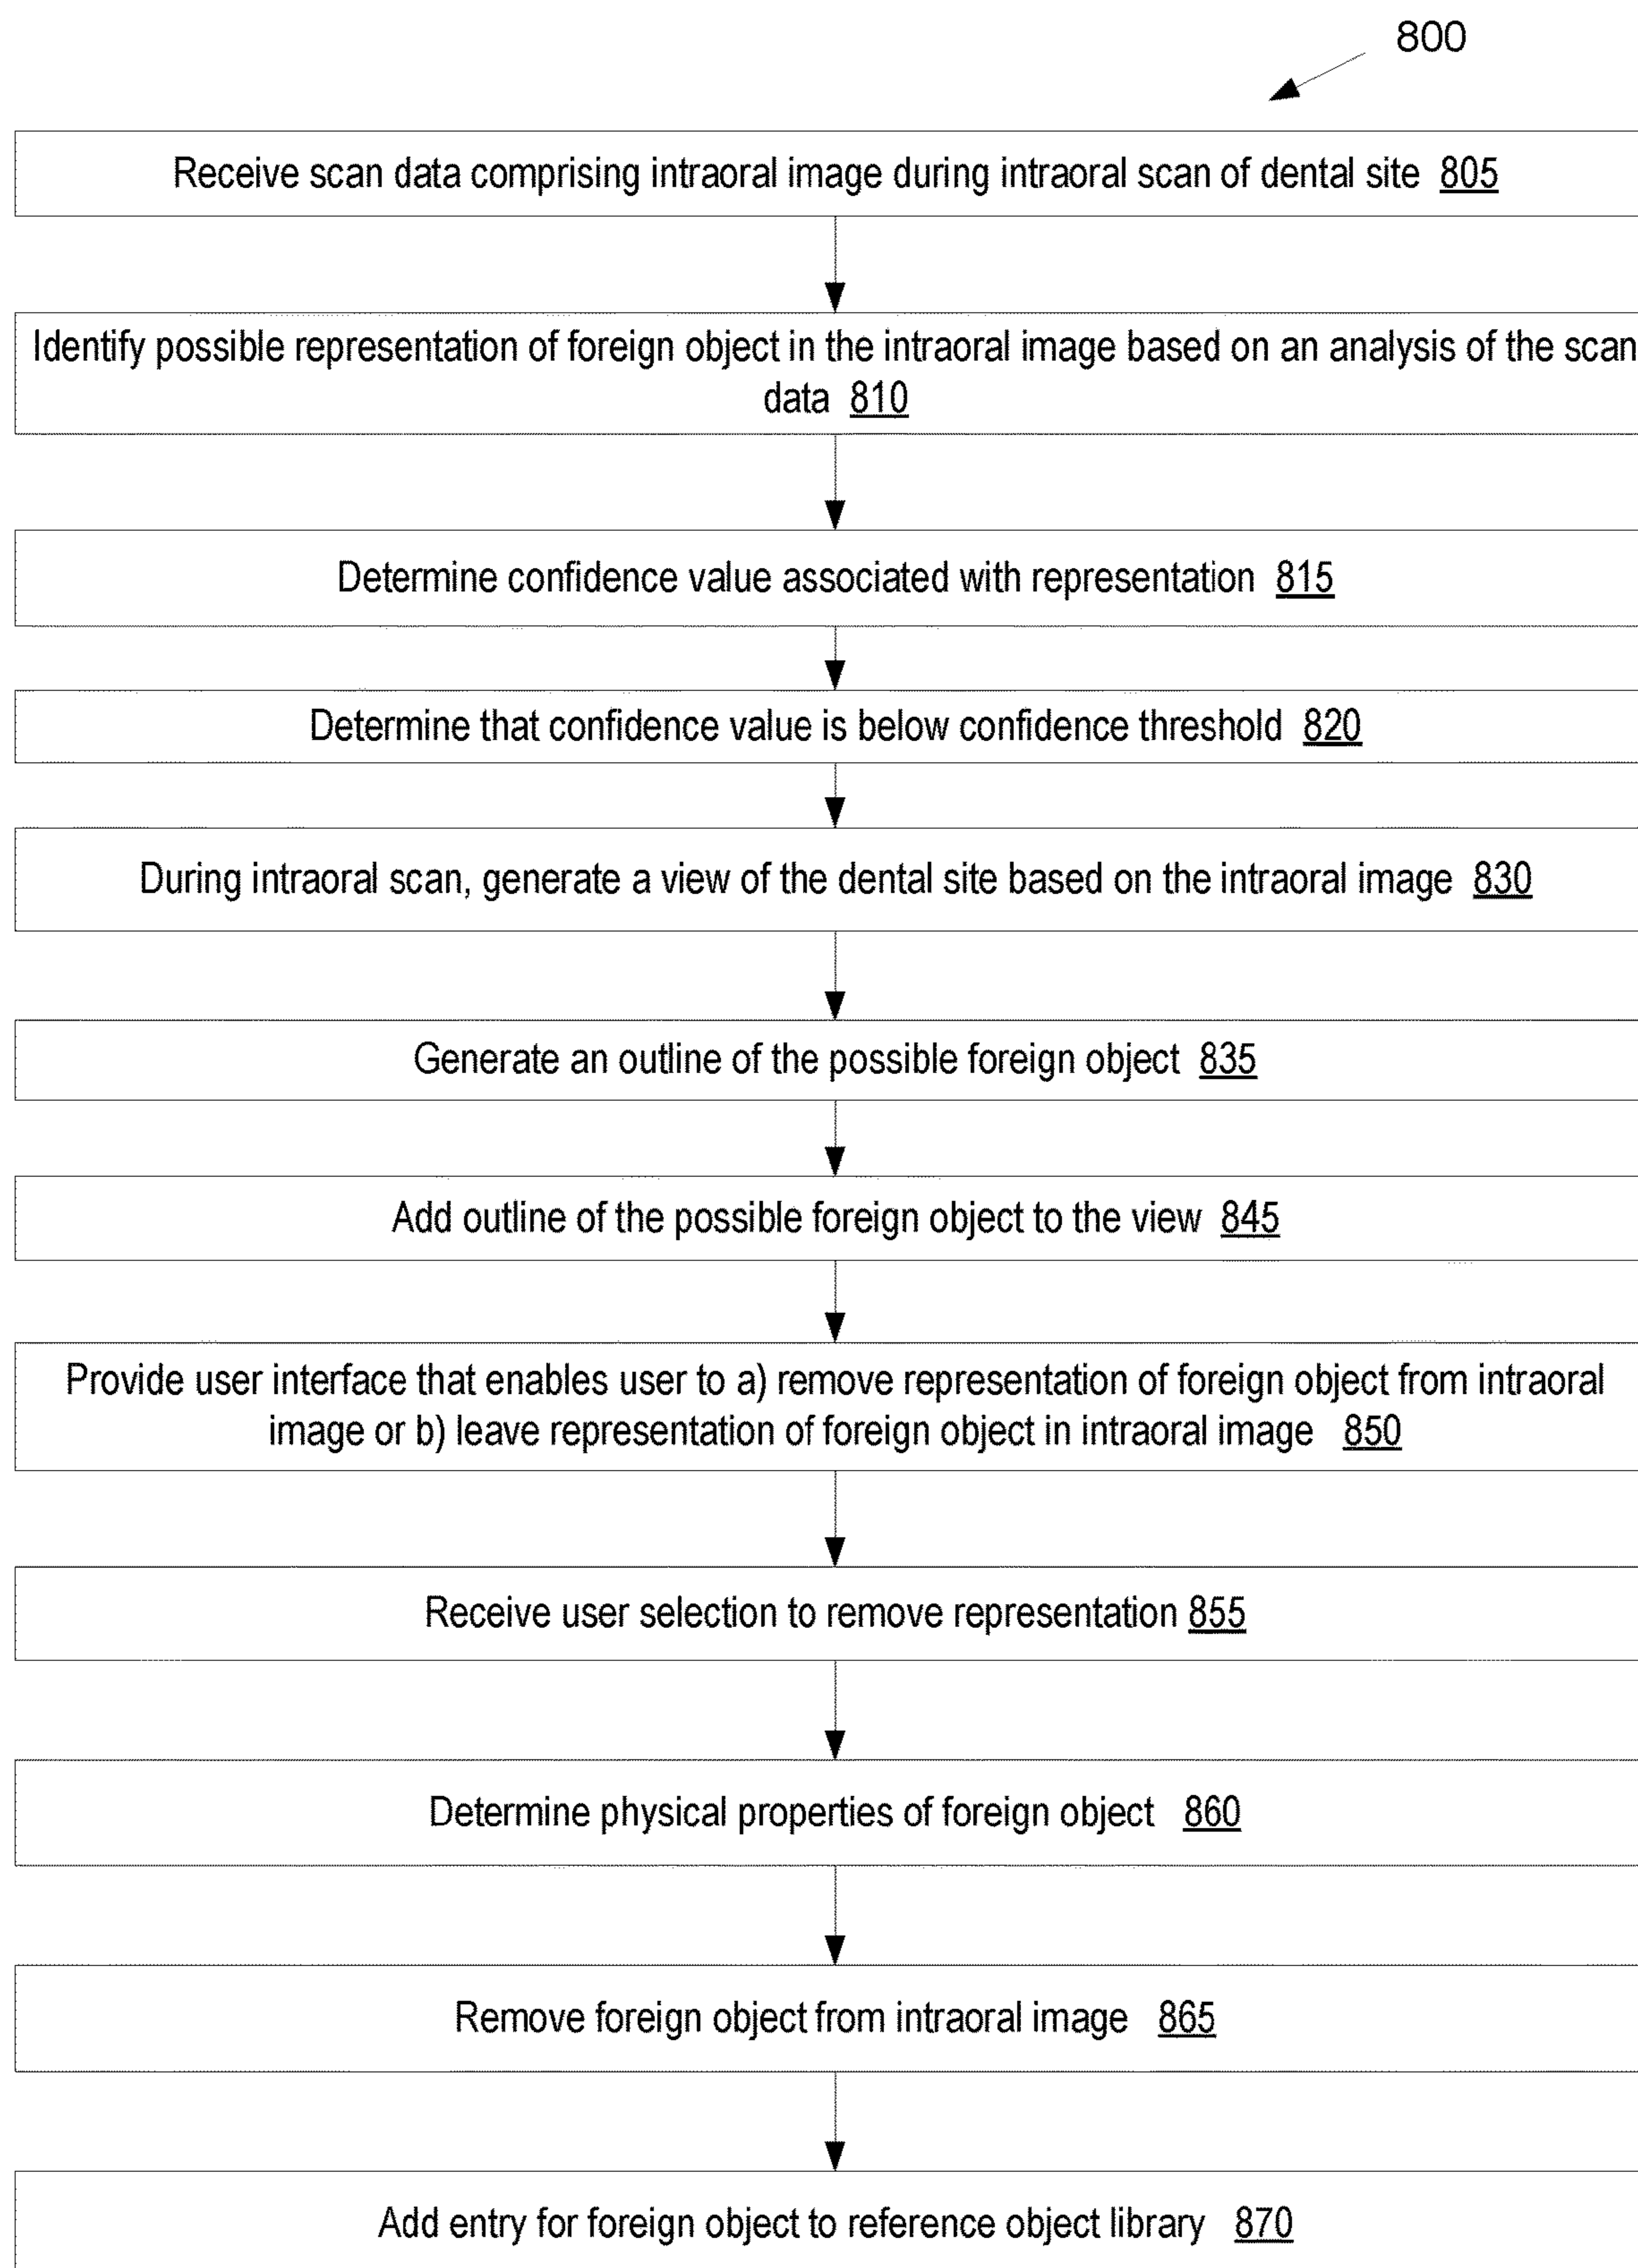 800
Receive scan data comprising intraoral image during intraoral scan of dental site 805
Identify possible representation of foreign object in the intraoral image based on an analysis of the scan
data 810
Determine confidence value associated with representation 815
Determine that confidence value is below confidence threshold 820
During intraoral scan, generate a view of the dental site based on the intraoral image 830
Generate an outline of the possible foreign object 835
Add outline of the possible foreign object to the view 845
Provide user interface that enables user to a) remove representation of foreign object from intraoral
image or b) leave representation of foreign object in intraoral image 850
Receive user selection to remove representation 855
Determine physical properties of foreign object 860
Remove foreign object from intraoral image 865
Add entry for foreign object to reference object library 870